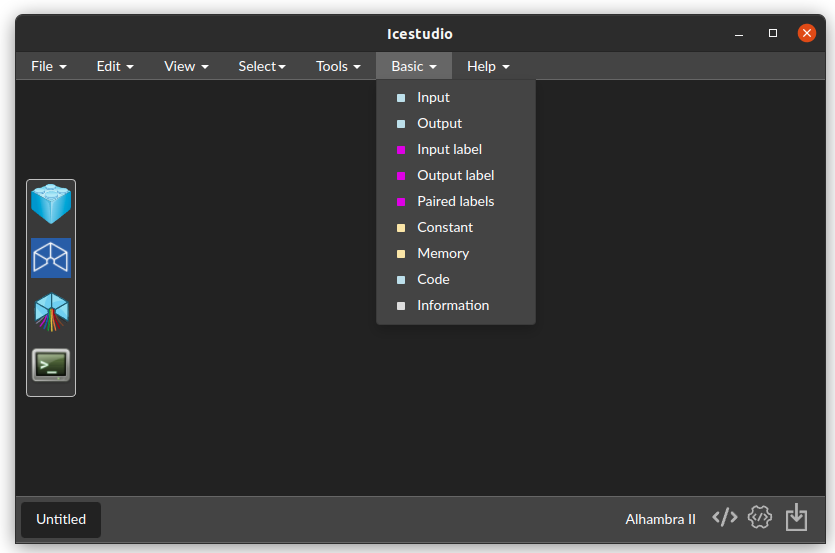 Icestudio
File Edit View Select Tools Basic Help
Input
Output
Input label
Output label
Paired labels
Constant
Memory
Code
Information
>_
Untitled
Alhambra II </> </>